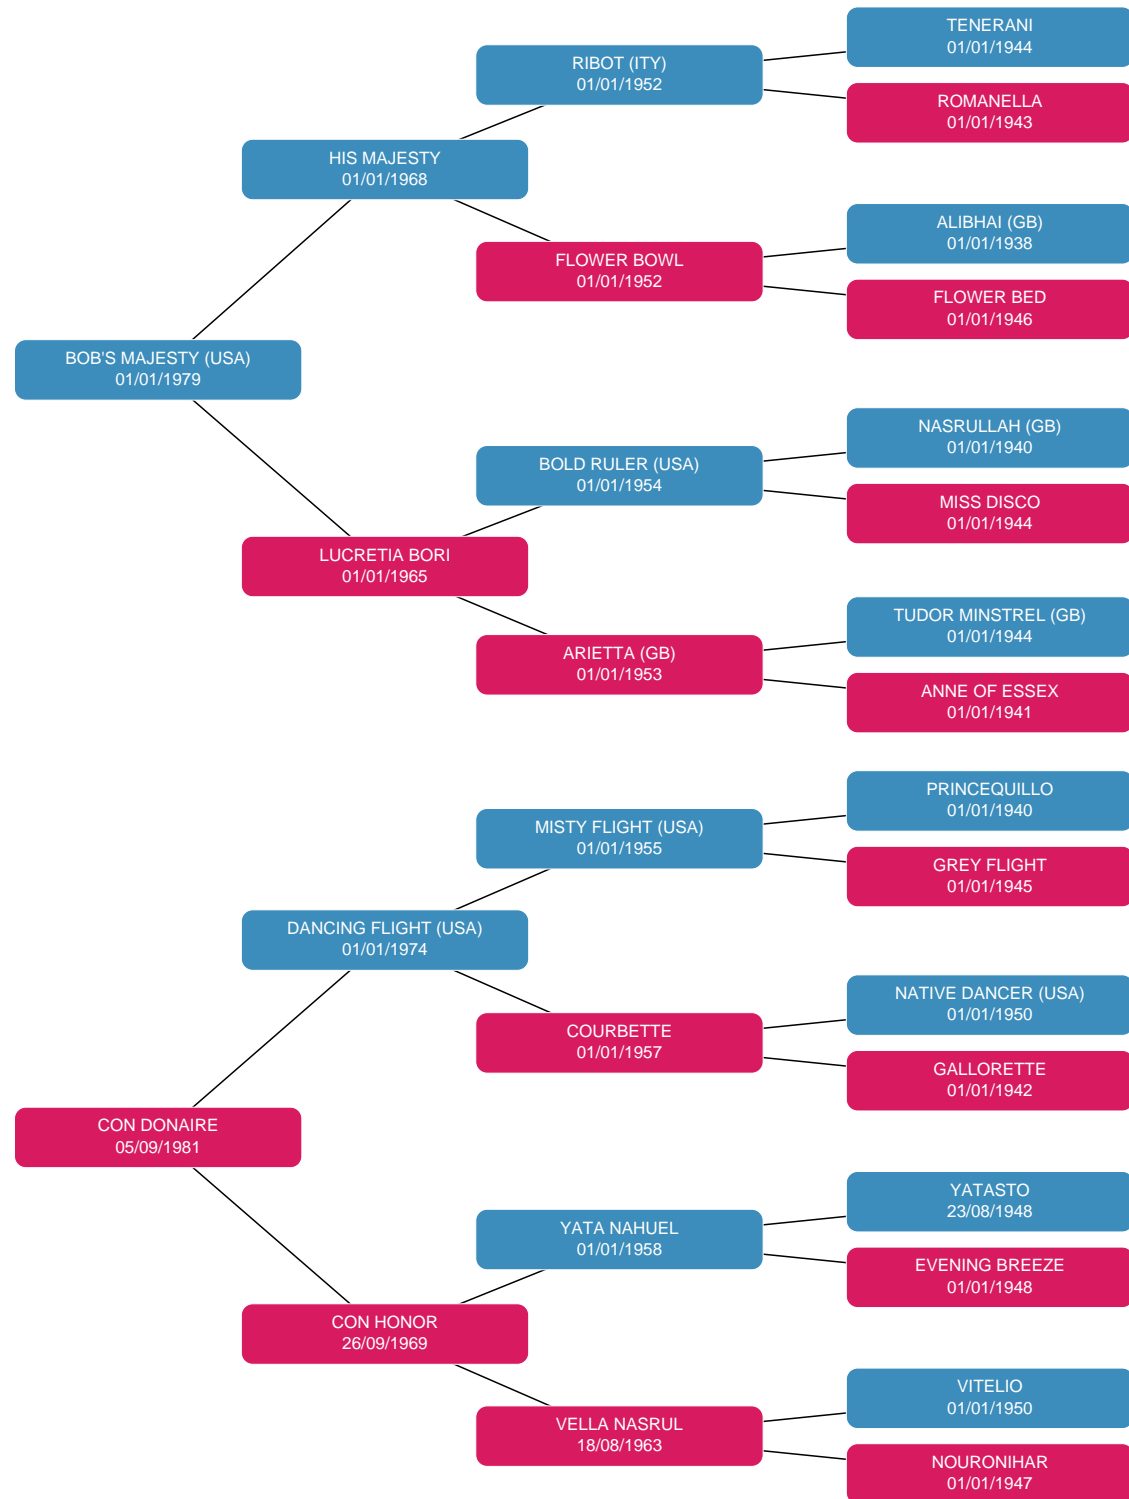 TENERANI
01/01/1944
RIBOT (ITY)
01/01/1952
ROMANELLA
01/01/1943
HIS MAJESTY
01/01/1968
ALIBHAI (GB)
01/01/1938
FLOWER BOWL
01/01/1952
FLOWER BED
01/01/1946
BOB'S MAJESTY (USA)
01/01/1979
NASRULLAH (GB)
01/01/1940
BOLD RULER (USA)
01/01/1954
MISS DISCO
01/01/1944
LUCRETIA BORI
01/01/1965
TUDOR MINSTREL (GB)
01/01/1944
ARIETTA (GB)
01/01/1953
ANNE OF ESSEX
01/01/1941
PRINCEQUILLO
01/01/1940
MISTY FLIGHT (USA)
01/01/1955
GREY FLIGHT
01/01/1945
DANCING FLIGHT (USA)
01/01/1974
NATIVE DANCER (USA)
01/01/1950
COURBETTE
01/01/1957
GALLORETTE
01/01/1942
CON DONAIRE
05/09/1981
YATASTO
23/08/1948
YATA NAHUEL
01/01/1958
EVENING BREEZE
01/01/1948
CON HONOR
26/09/1969
VITELIO
01/01/1950
VELLA NASRUL
18/08/1963
NOURONIHAR
01/01/1947